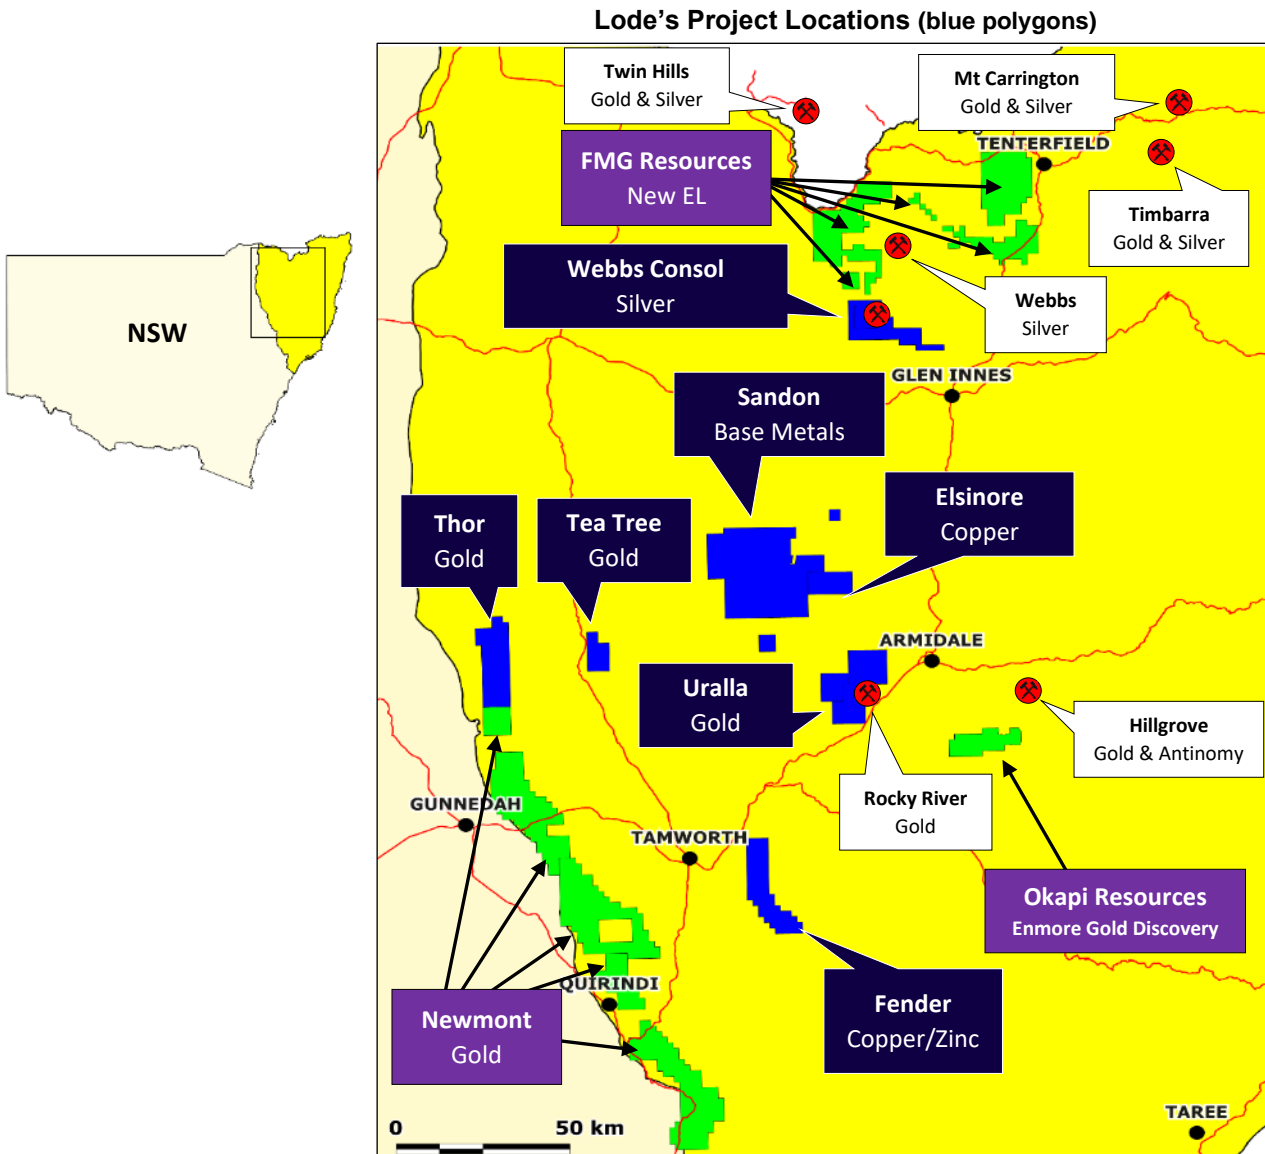 Lode’s Project Locations (blue polygons)
Twin Hills
Gold & Silver
Mt Carrington
Gold & Silver
TENTERFIELD
FMG Resources
New EL
Timbarra
Gold & Silver
Webbs Consol
Silver
Webbs
Silver
NSW
GLEN INNES
Sandon
Base Metals
Elsinore
Copper
Thor
Gold
Tea Tree
Gold
ARMIDALE
Uralla
Gold
Hillgrove
Gold & Antinomy
Rocky River
Gold
GUNNEDAH
TAMWORTH
Okapi Resources
Enmore Gold Discovery
QUIRINDI
Newmont
Gold
Fender
Copper/Zinc
TAREE
0 50 km